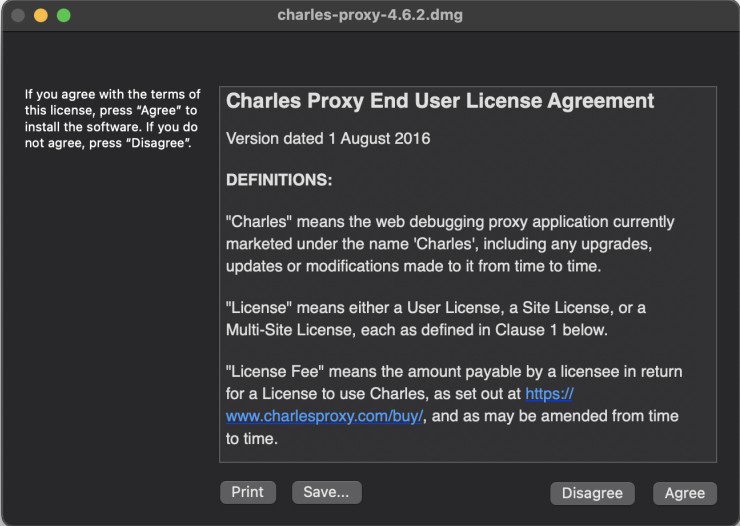 charles-proxy-4.6.2.dmg
If you agree with the terms of
this license, press “Agree” to
install the software. If you do
not agree, press “Disagree”.
Charles Proxy End User License Agreement
Version dated 1 August 2016
DEFINITIONS:
"Charles" means the web debugging proxy application currently
marketed under the name 'Charles', including any upgrades,
updates or modifications made to it from time to time.
"License" means either a User License, a Site License, or a
Multi-Site License, each as defined in Clause 1 below.
"License Fee" means the amount payable by a licensee in return
for a License to use Charles, as set out at https://
www.charlesproxy.com/buy/, and as may be amended from time
to time.
Print Save... Disagree Agree